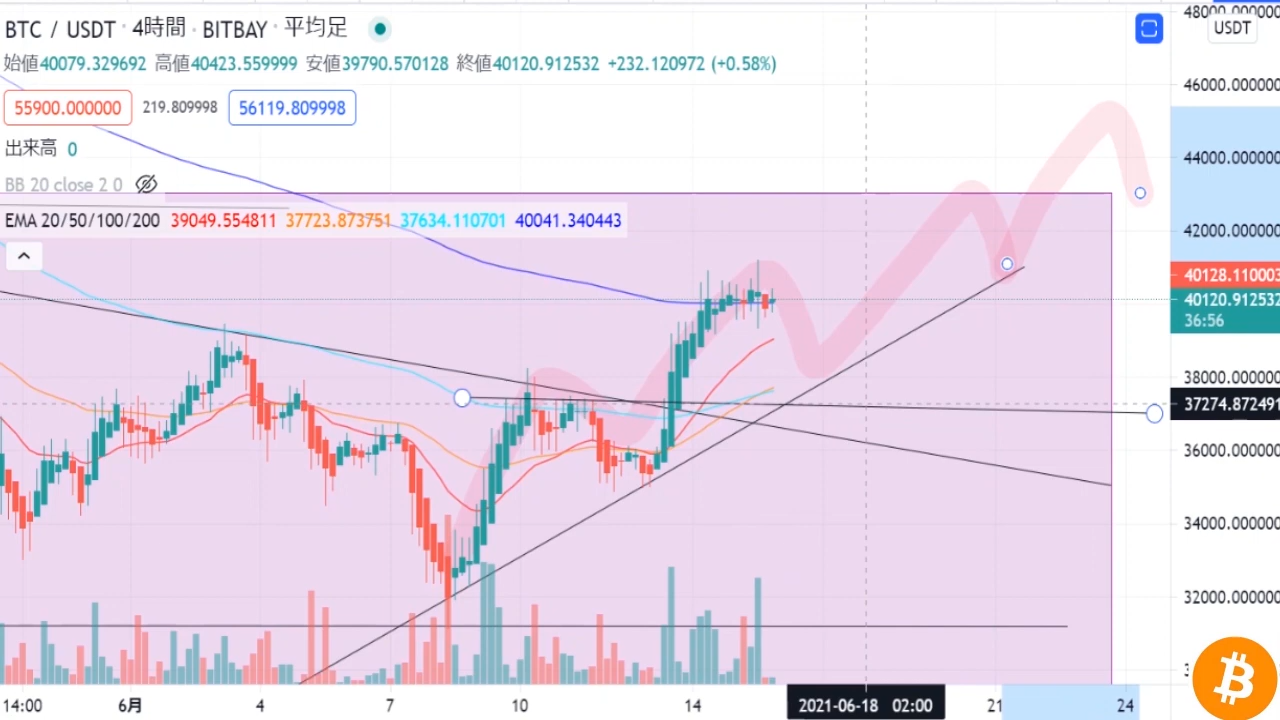 BTC / USDT · 4時間 · BITBAY · 平均足
始値40079.329692 高値40423.559999 安値39790.570128 終値40120.912532 +232.120972 (+0.58%)
55900.000000 219.809998 56119.809998
出来高 0
BB 20 close 2 0
EMA 20/50/100/200 39049.554811 37723.873751 37634.110701 40041.340443
USDT
48000.000000
46000.000000
44000.000000
42000.000000
40128.110003
40120.912532
36:56
38000.000000
37274.872491
36000.000000
34000.000000
32000.000000
14:00 6月 4 7 10 14 2021-06-18 02:00 21 24